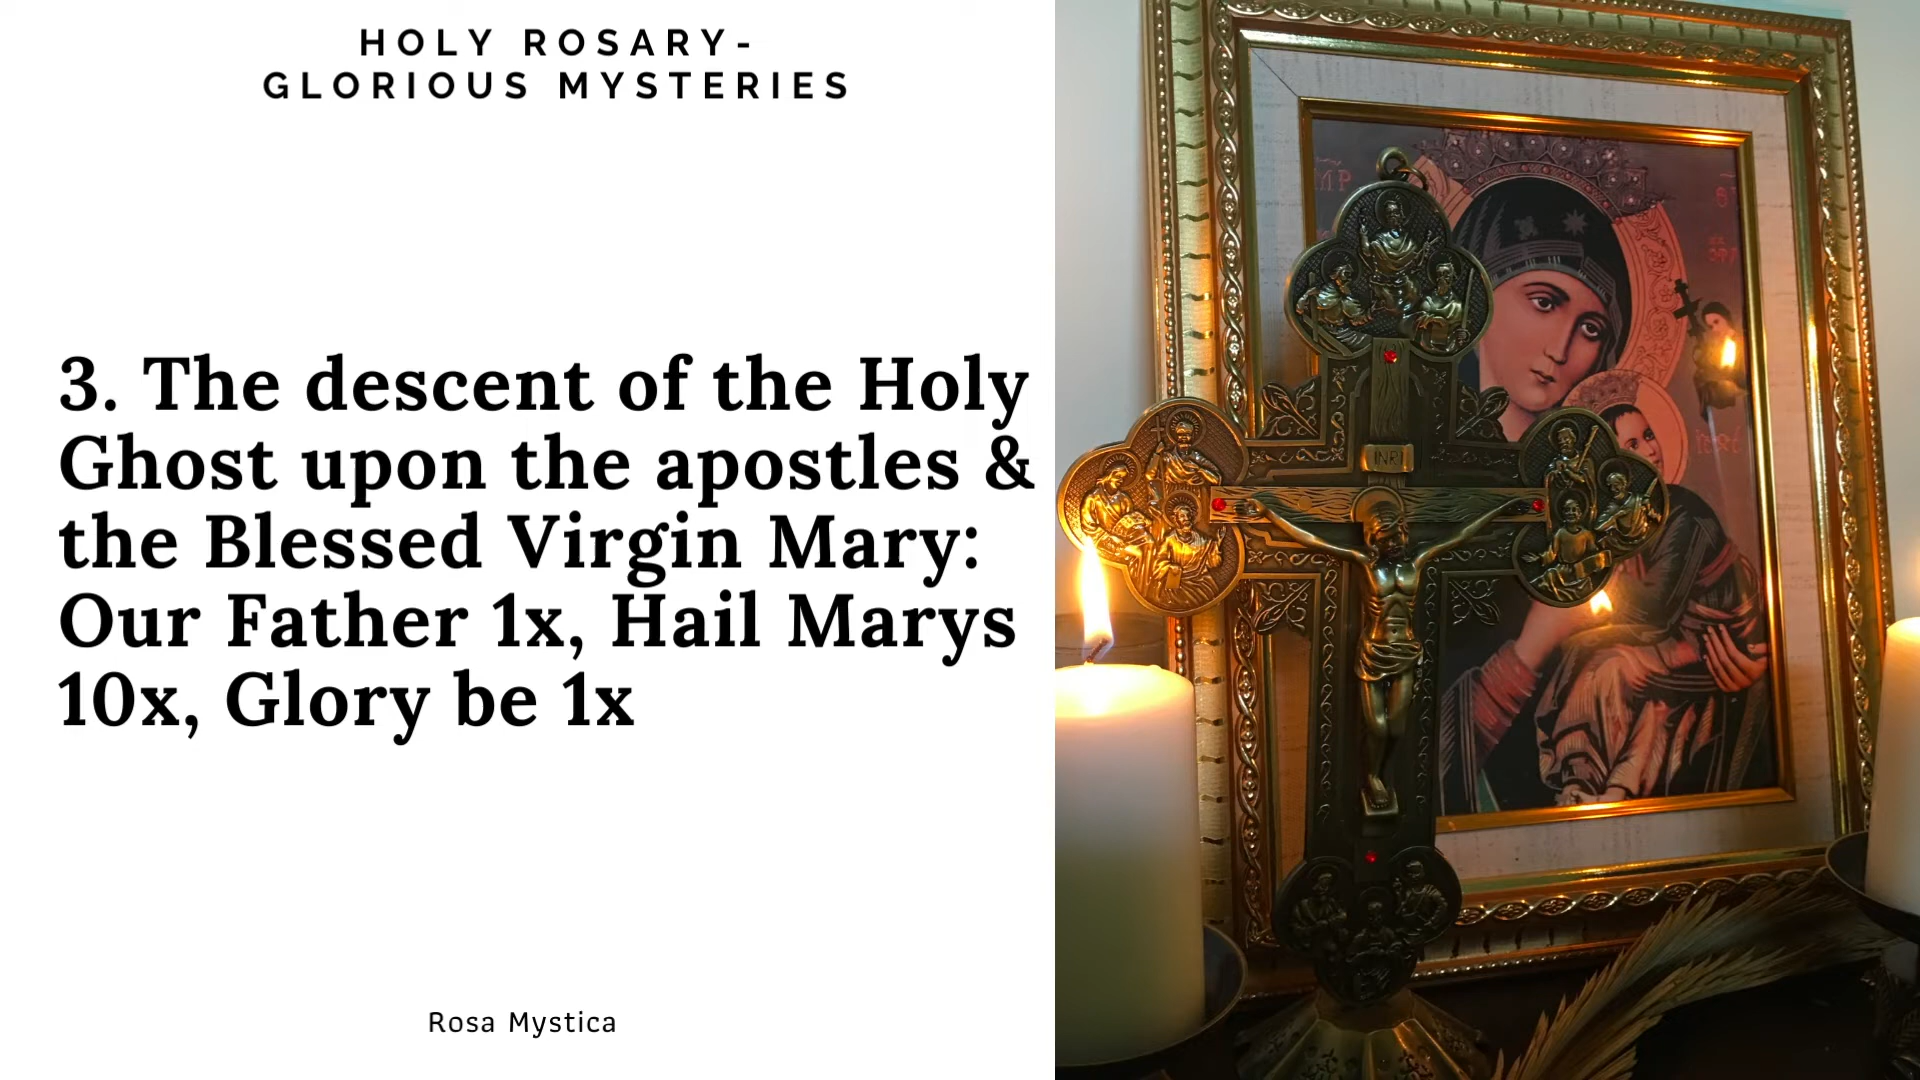 HOLY ROSARY-
GLORIOUS MYSTERIES
3. The descent of the Holy
Ghost upon the apostles &
the Blessed Virgin Mary:
Our Father 1x, Hail Marys
10x, Glory be 1x
Rosa Mystica
INRI